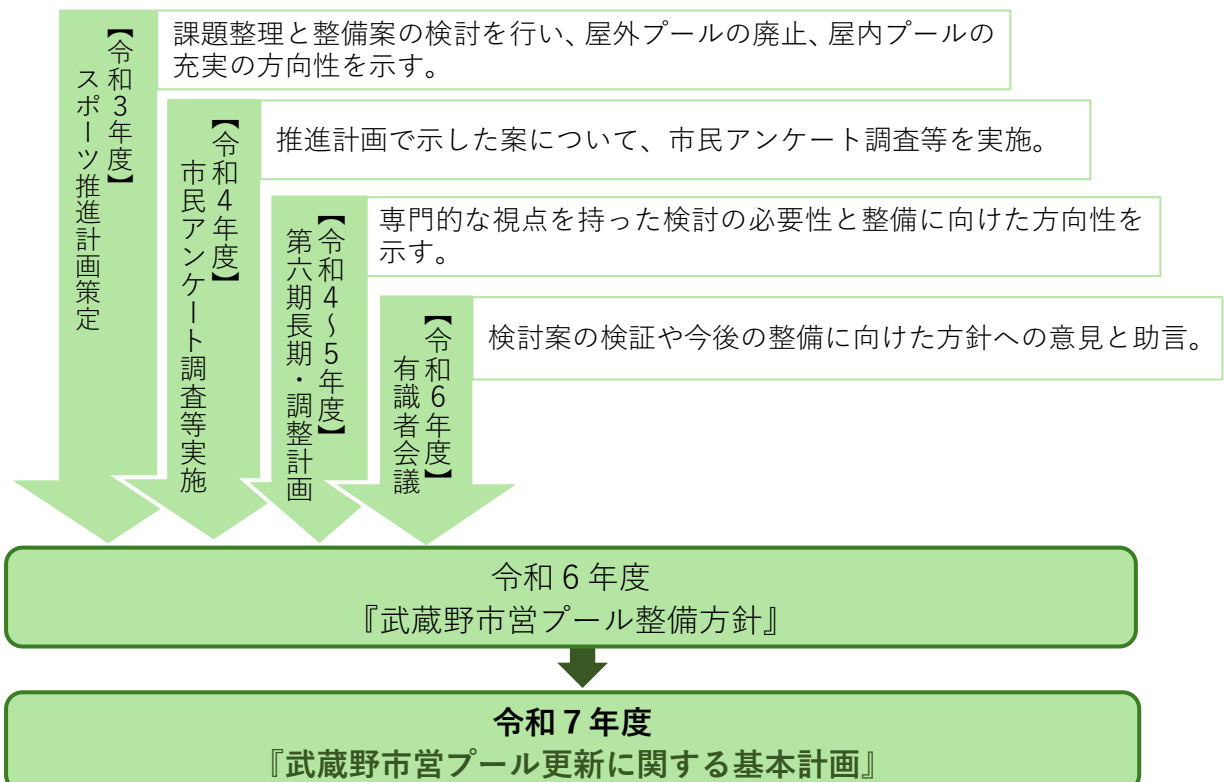 【令和3年度】
スポーツ推進計画策定
課題整理と整備案の検討を行い、屋外プールの廃止、屋内プールの
充実の方向性を示す。
【令和4年度】
市民アンケート調査等実施
推進計画で示した案について、市民アンケート調査等を実施。
【令和4～5年度】
第六期長期・調整計画
専門的な視点を持った検討の必要性と整備に向けた方向性を
示す。
【令和6年度】
有識者会議
検討案の検証や今後の整備に向けた方針への意見と助言。
令和6年度
『武蔵野市営プール整備方針』
令和7年度
『武蔵野市営プール更新に関する基本計画』